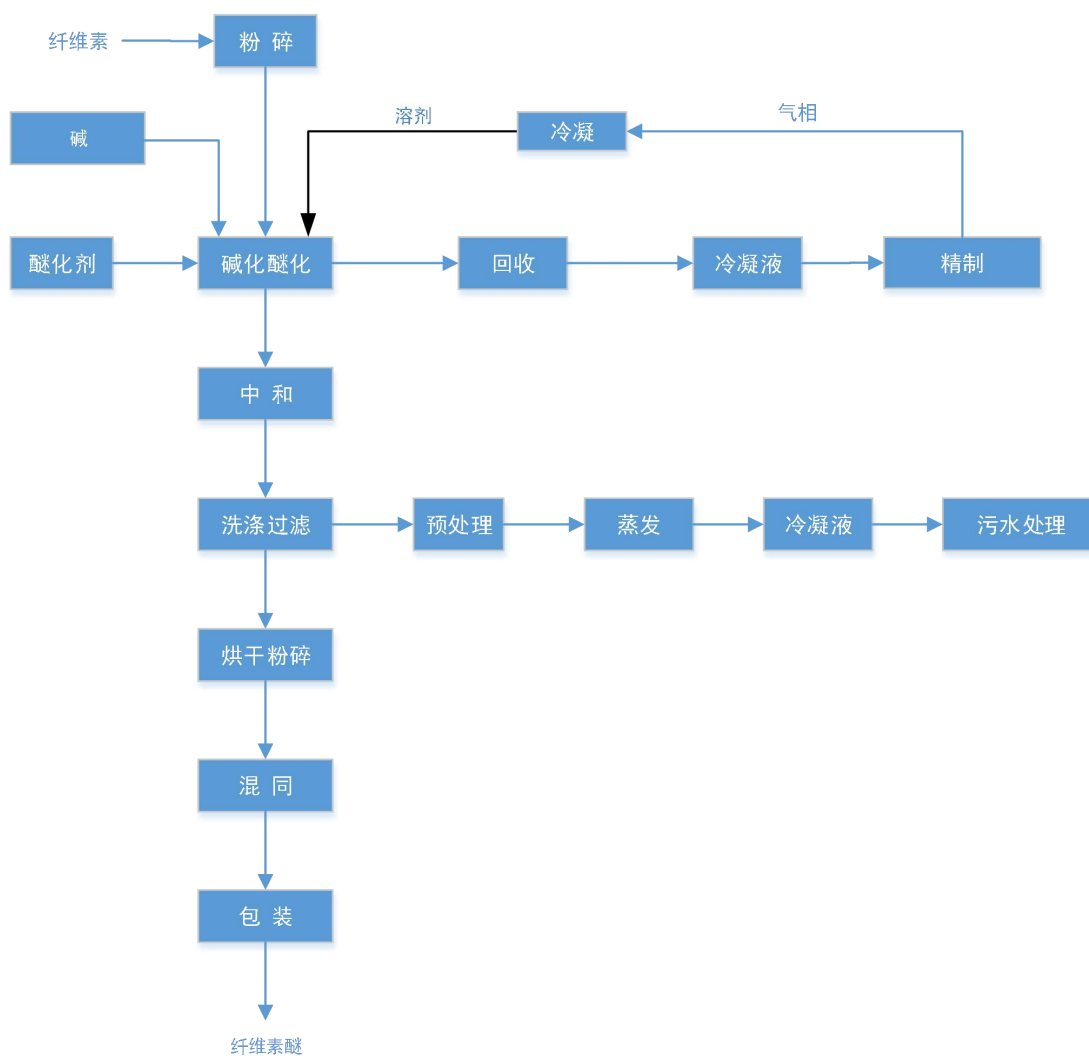 纤维素
粉 碎
碱
溶剂
冷凝
气相
醚化剂
碱化醚化
回收
冷凝液
精制
中 和
洗涤过滤
预处理
蒸发
冷凝液
污水处理
烘干粉碎
混 同
包 装
纤维素醚